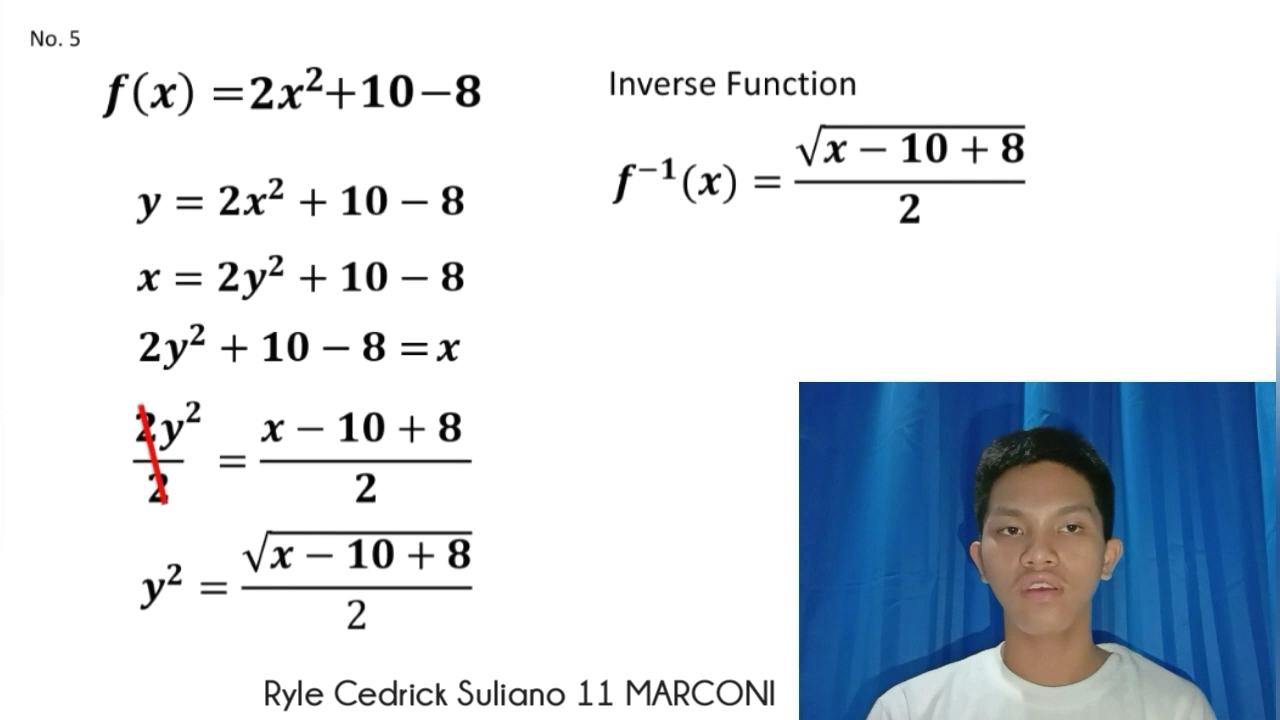 No. 5
f(x) =2x²+10−8
y = 2x² + 10 − 8
x = 2y² + 10 − 8
2y² + 10 − 8 = x
2y²/2 = x − 10 + 8/2
y² = √x − 10 + 8/2
Inverse Function
f⁻¹(x) = √x − 10 + 8/2
Ryle Cedrick Suliano 11 MARCONI